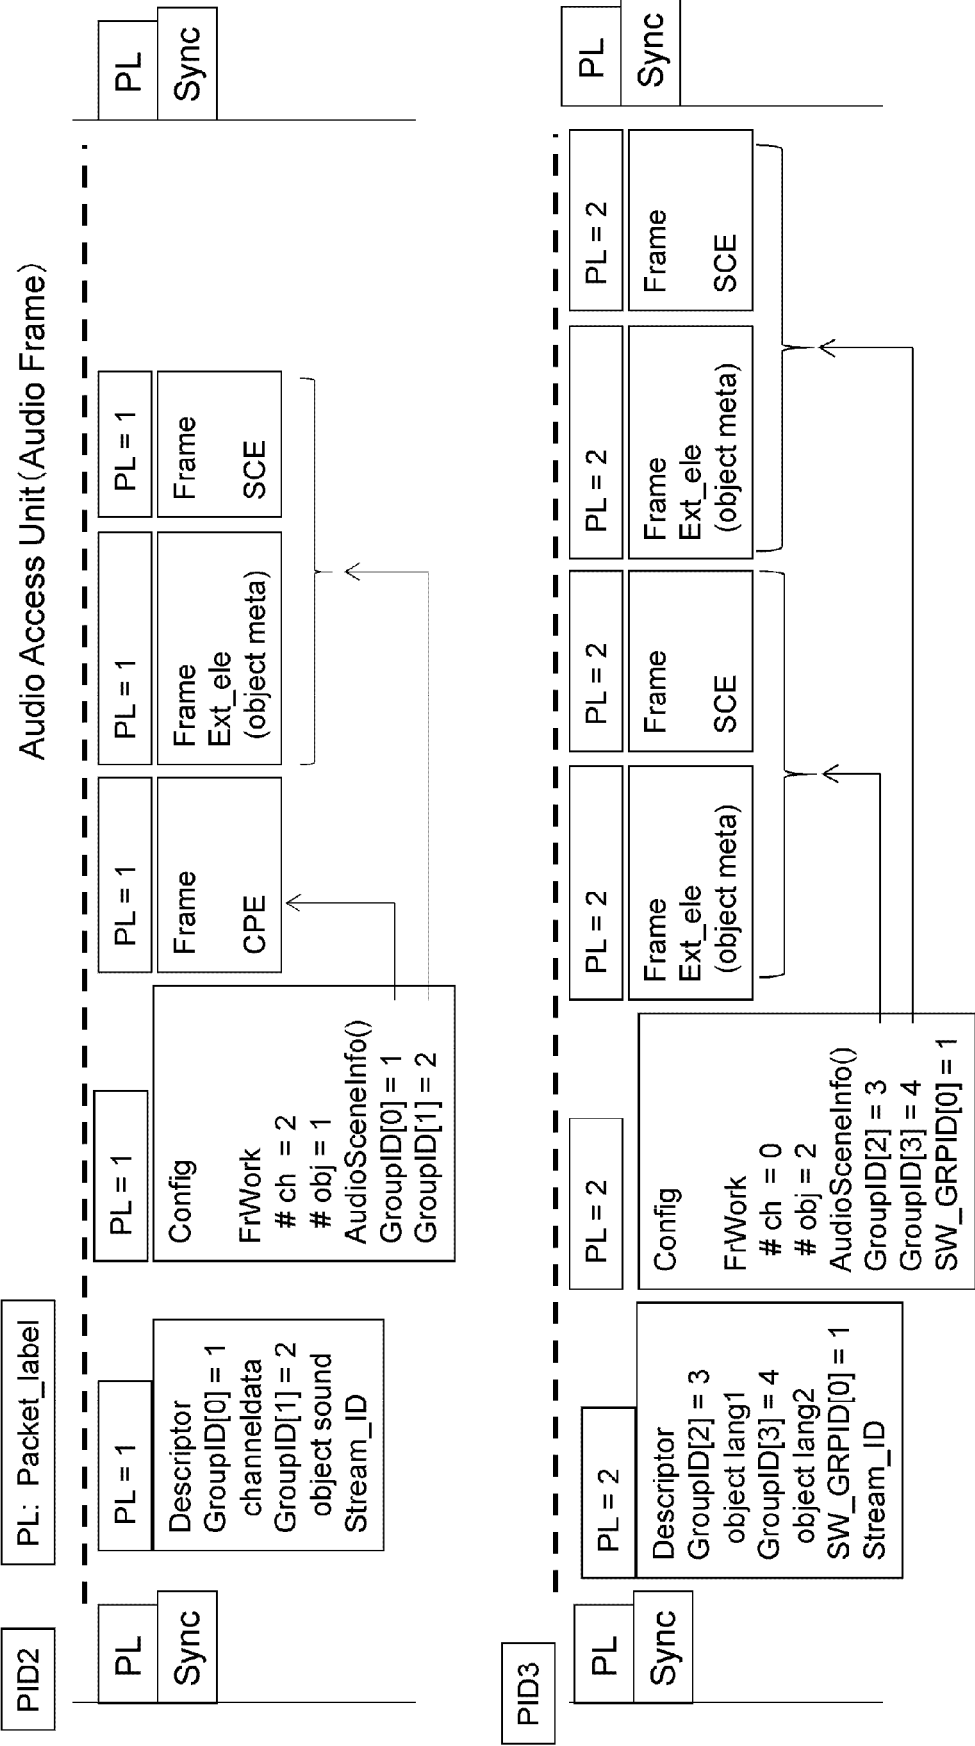 Audio Access Unit(Audio Frame)
PID2
PL: Packet_label
PL
Sync
PL = 1
Descriptor
GroupID[0] = 1
channeldata
GroupID[1] = 2
object sound
Stream_ID
PL = 1
Config
FrWork
# ch = 2
# obj = 1
AudioSceneInfo()
GroupID[0] = 1
GroupID[1] = 2
PL = 1
Frame
CPE
PL = 1
Frame
Ext_ele
(object meta)
PL = 1
Frame
SCE
PL
Sync
PID3
PL
Sync
PL = 2
Descriptor
GroupID[2] = 3
object lang1
GroupID[3] = 4
object lang2
SW_GRPID[0] = 1
Stream_ID
PL = 2
Config
FrWork
# ch = 0
# obj = 2
AudioSceneInfo()
GroupID[2] = 3
GroupID[3] = 4
SW_GRPID[0] = 1
PL = 2
Frame
Ext_ele
(object meta)
PL = 2
Frame
SCE
PL = 2
Frame
Ext_ele
(object meta)
PL = 2
Frame
SCE
PL
Sync